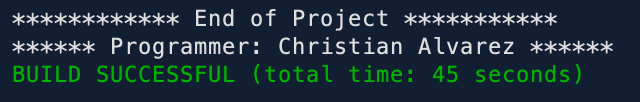 ************ End of Project ***********
****** Programmer: Christian Alvarez ******
BUILD SUCCESSFUL (total time: 45 seconds)